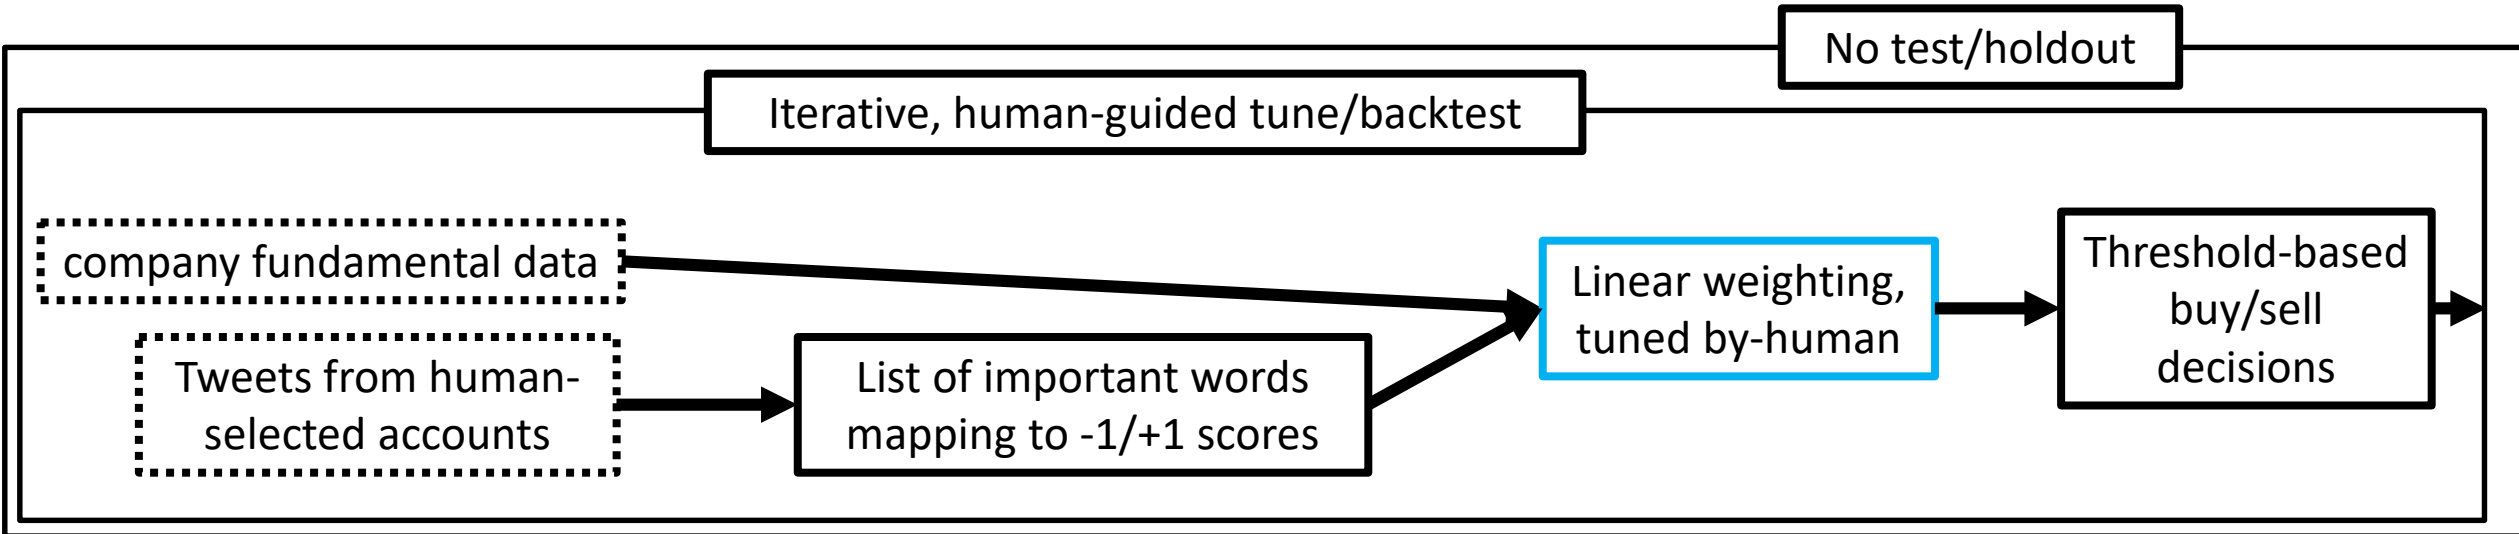 No test/holdout
Iterative, human-guided tune/backtest
company fundamental data
Tweets from human-
selected accounts
List of important words
mapping to -1/+1 scores
Linear weighting,
tuned by-human
Threshold-based
buy/sell
decisions